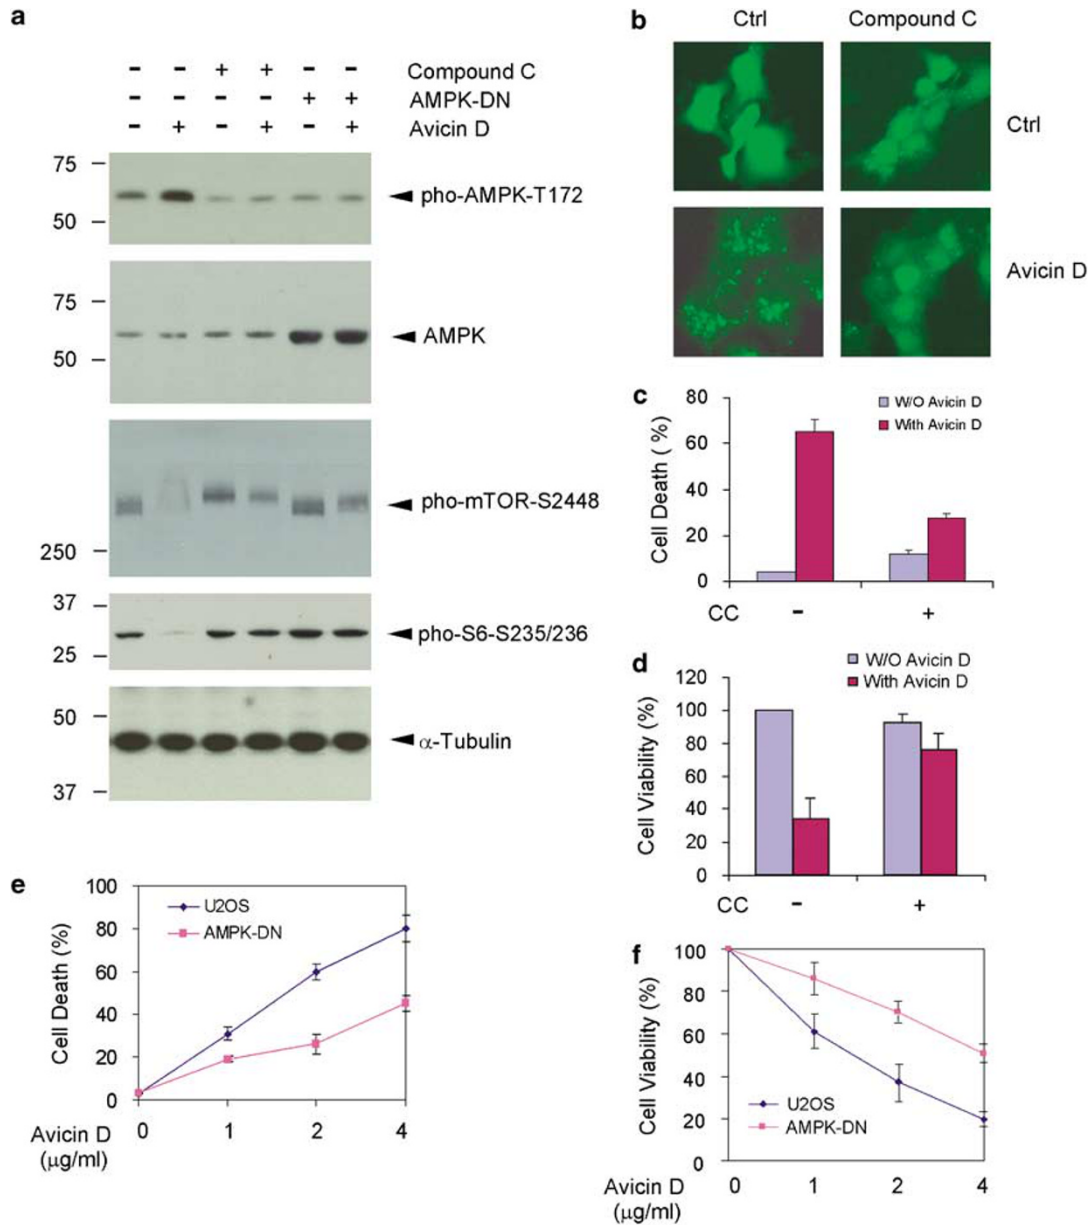 a
- - + + - - Compound C
- - - - + + AMPK-DN
- + - + - + Avicin D
75
50
pho-AMPK-T172
75
50
AMPK
250
pho-mTOR-S2448
37
25
pho-S6-S235/236
50
37
α-Tubulin
b
Ctrl Compound C
Ctrl
Avicin D
c
Cell Death ( %)
80
60
40
20
0
W/O Avicin D
With Avicin D
CC - +
d
Cell Viability (%)
120
100
80
60
40
20
0
W/O Avicin D
With Avicin D
CC - +
e
Cell Death (%)
100
80
60
40
20
0
U2OS
AMPK-DN
Avicin D 0 1 2 4
(µg/ml)
f
Cell Viability (%)
100
80
60
40
20
0
U2OS
AMPK-DN
Avicin D 0 1 2 4
(µg/ml)